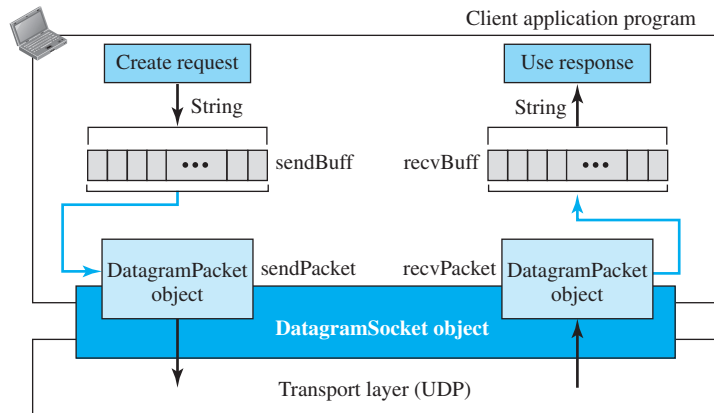 Client application program
Create request
Use response
String
String
sendBuff
recvBuff
DatagramPacket
object
sendPacket
recvPacket
DatagramPacket
object
DatagramSocket object
Transport layer (UDP)